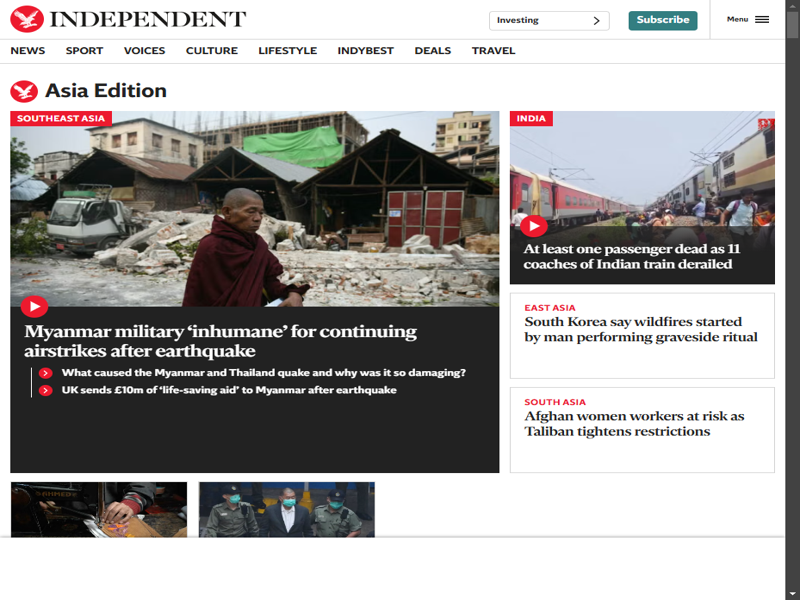 INDEPENDENT
Investing
Subscribe
Menu
NEWS
SPORT
VOICES
CULTURE
LIFESTYLE
INDYBEST
DEALS
TRAVEL
Asia Edition
SOUTHEAST ASIA
Myanmar military ‘inhumane’ for continuing
airstrikes after earthquake
What caused the Myanmar and Thailand quake and why was it so damaging?
UK sends £10m of ‘life-saving aid’ to Myanmar after earthquake
INDIA
At least one passenger dead as 11
coaches of Indian train derailed
EAST ASIA
South Korea say wildfires started
by man performing graveside ritual
SOUTH ASIA
Afghan women workers at risk as
Taliban tightens restrictions